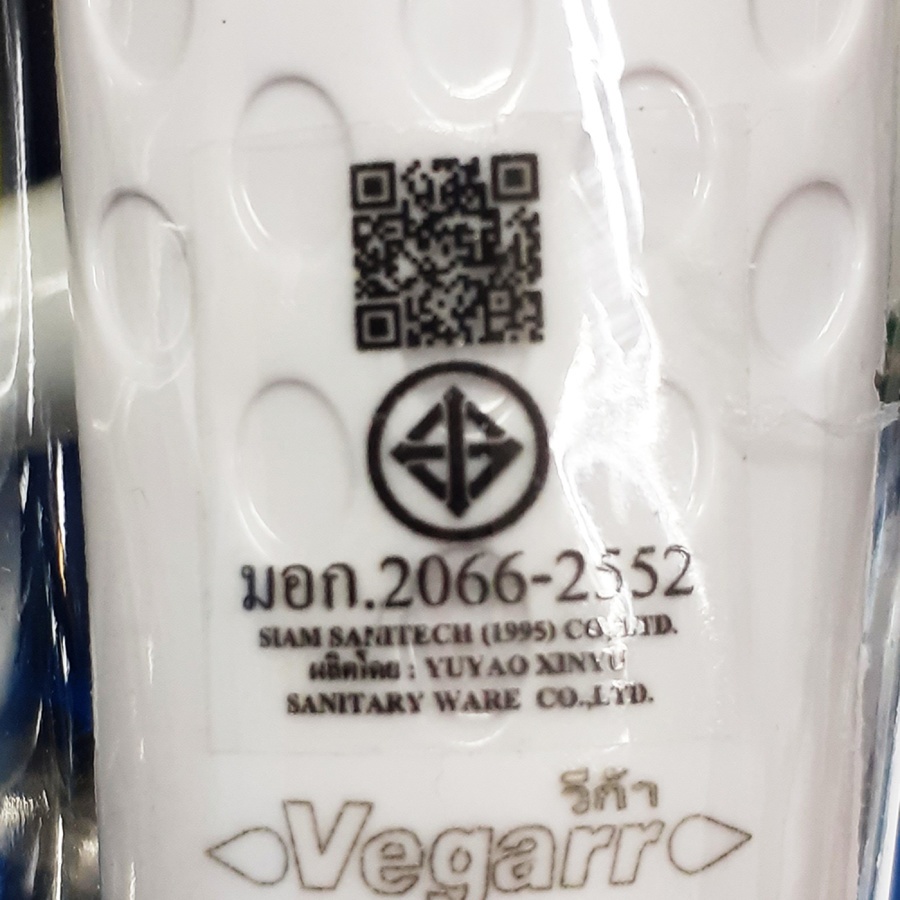 มอก.2066-2552
SIAM SANITECH (1995) CO.,LTD.
ผลิตโดย : YUYAO XINYU
SANITARY WARE CO.,LTD.
วีก้า
Vegarr